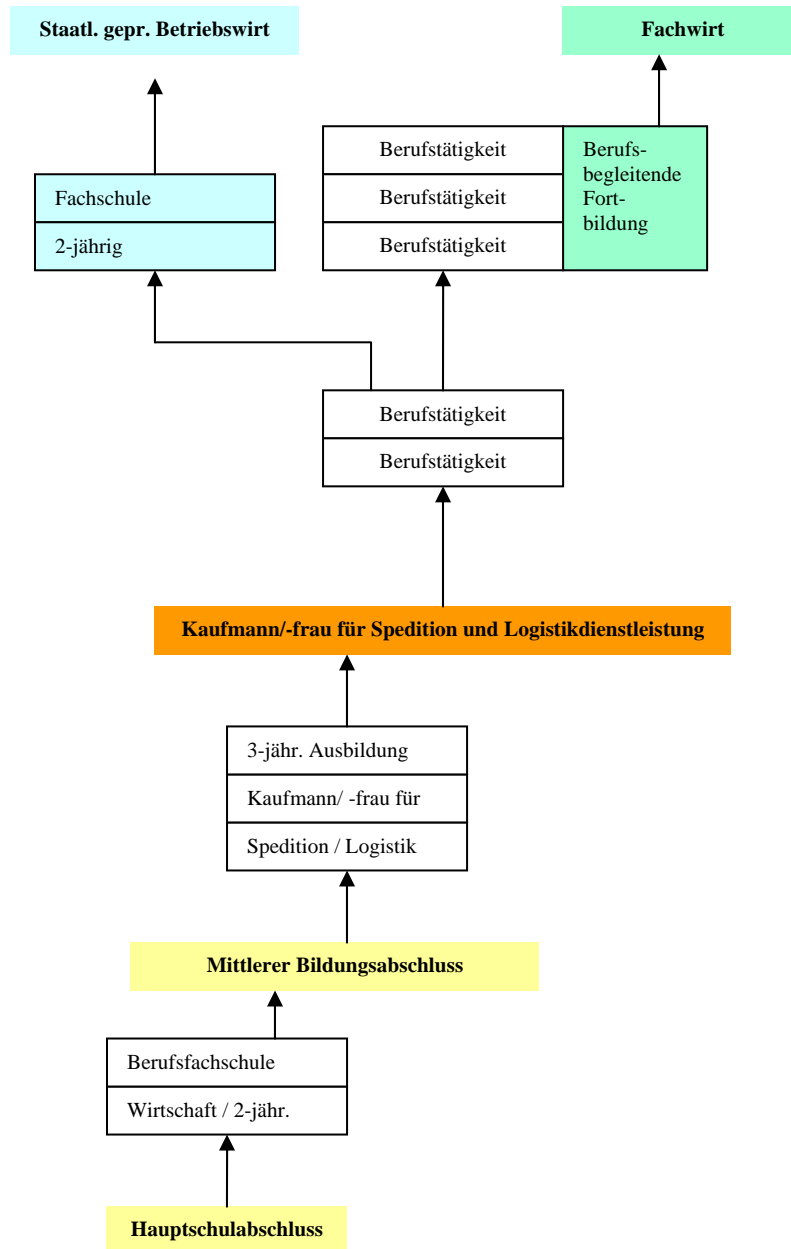 Staatl. gepr. Betriebswirt
Fachwirt
Berufstätigkeit
Berufstätigkeit
Berufstätigkeit
Berufs-
begleitende
Fort-
bildung
Fachschule
2-jährig
Berufstätigkeit
Berufstätigkeit
Kaufmann/-frau für Spedition und Logistikdienstleistung
3-jähr. Ausbildung
Kaufmann/ -frau für
Spedition / Logistik
Mittlerer Bildungsabschluss
Berufsfachschule
Wirtschaft / 2-jähr.
Hauptschulabschluss